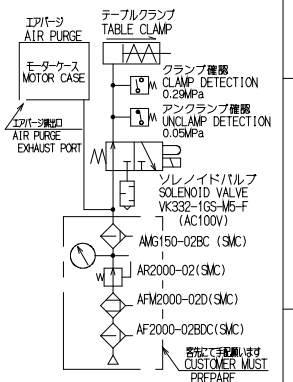 テーブルクランプ
TABLE CLAMP
エアパージ
AIR PURGE
モーターケース
MOTOR CASE
クランプ確認
CLAMP DETECTION
0.29MPa
アンクランプ確認
UNCLAMP DETECTION
0.05MPa
エアパージ排出口
AIR PURGE
EXHAUST PORT
ソレノイドバルブ
SOLENOID VALVE
VK332-1GS-M5-F
(AC100V)
AMG150-02BC (SMC)
AR2000-02(SMC)
AFM2000-02D(SMC)
AF2000-02BDC(SMC)
客先にて手配願います
CUSTOMER MUST
PREPARE